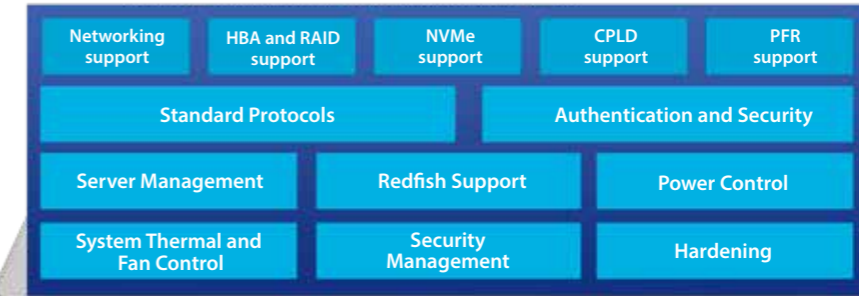 Networking
support
HBA and RAID
support
NVMe
support
CPLD
support
PFR
support
Standard Protocols
Authentication and Security
Server Management
Redfish Support
Power Control
System Thermal and
Fan Control
Security
Management
Hardening